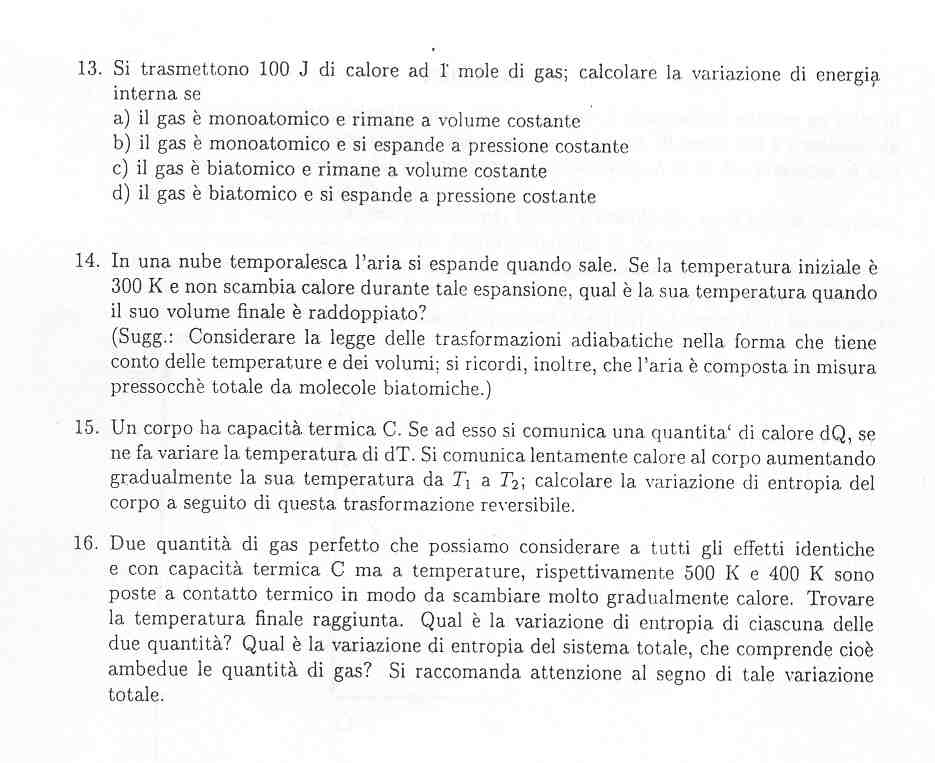 13. Si trasmettono 100 J di calore ad 1 mole di gas; calcolare la variazione di energia
interna se
a) il gas è monoatomico e rimane a volume costante
b) il gas è monoatomico e si espande a pressione costante
c) il gas è biatomico e rimane a volume costante
d) il gas è biatomico e si espande a pressione costante
14. In una nube temporalesca l'aria si espande quando sale. Se la temperatura iniziale è
300 K e non scambia calore durante tale espansione, qual è la sua temperatura quando
il suo volume finale è raddoppiato?
(Sugg.: Considerare la legge delle trasformazioni adiabatiche nella forma che tiene
conto delle temperature e dei volumi; si ricordi, inoltre, che l'aria è composta in misura
pressocchè totale da molecole biatomiche.)
15. Un corpo ha capacità termica C. Se ad esso si comunica una quantita‘ di calore dQ, se
ne fa variare la temperatura di dT. Si comunica lentamente calore al corpo aumentando
gradualmente la sua temperatura da T₁ a T₂; calcolare la variazione di entropia del
corpo a seguito di questa trasformazione reversibile.
16. Due quantità di gas perfetto che possiamo considerare a tutti gli effetti identiche
e con capacità termica C ma a temperature, rispettivamente 500 K e 400 K sono
poste a contatto termico in modo da scambiare molto gradualmente calore. Trovare
la temperatura finale raggiunta. Qual è la variazione di entropia di ciascuna delle
due quantità? Qual è la variazione di entropia del sistema totale, che comprende cioè
ambedue le quantità di gas? Si raccomanda attenzione al segno di tale variazione
totale.